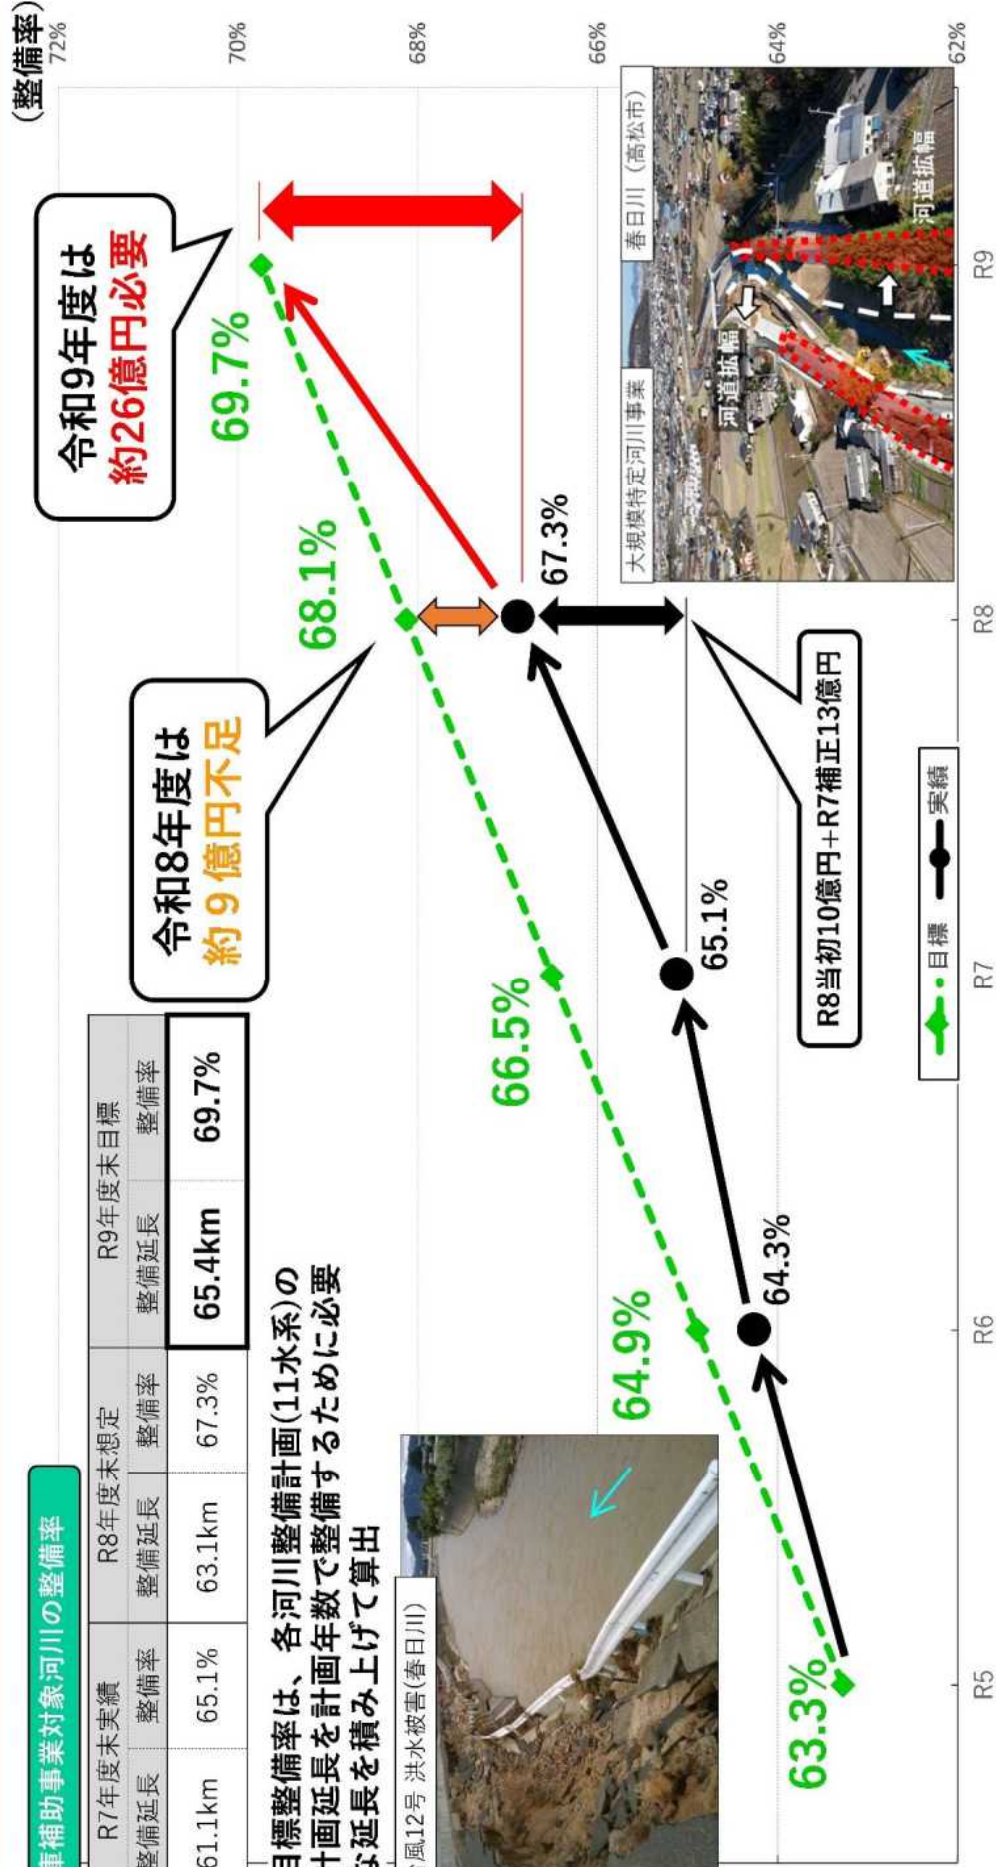 庫補助事業対象河川の整備率
R7年度末実績
R8年度末想定
R9年度末目標
整備延長 整備率 整備延長 整備率 整備延長 整備率
61.1km 65.1% 63.1km 67.3% 65.4km 69.7%
目標整備率は、各河川整備計画(11水系)の
計画延長を計画年数で整備するために必要
な延長を積み上げて算出
風12号 洪水被害(春日川)
(整備率)
72%
70%
68%
66%
64%
62%
令和9年度は
約26億円必要
令和8年度は
約9億円不足
63.3%
64.9%
66.5%
68.1%
69.7%
64.3%
65.1%
67.3%
R8当初10億円+R7補正13億円
目標 実績
大規模特定河川事業 春日川(高松市)
河道拡幅
河道拡幅
R5 R6 R7 R8 R9